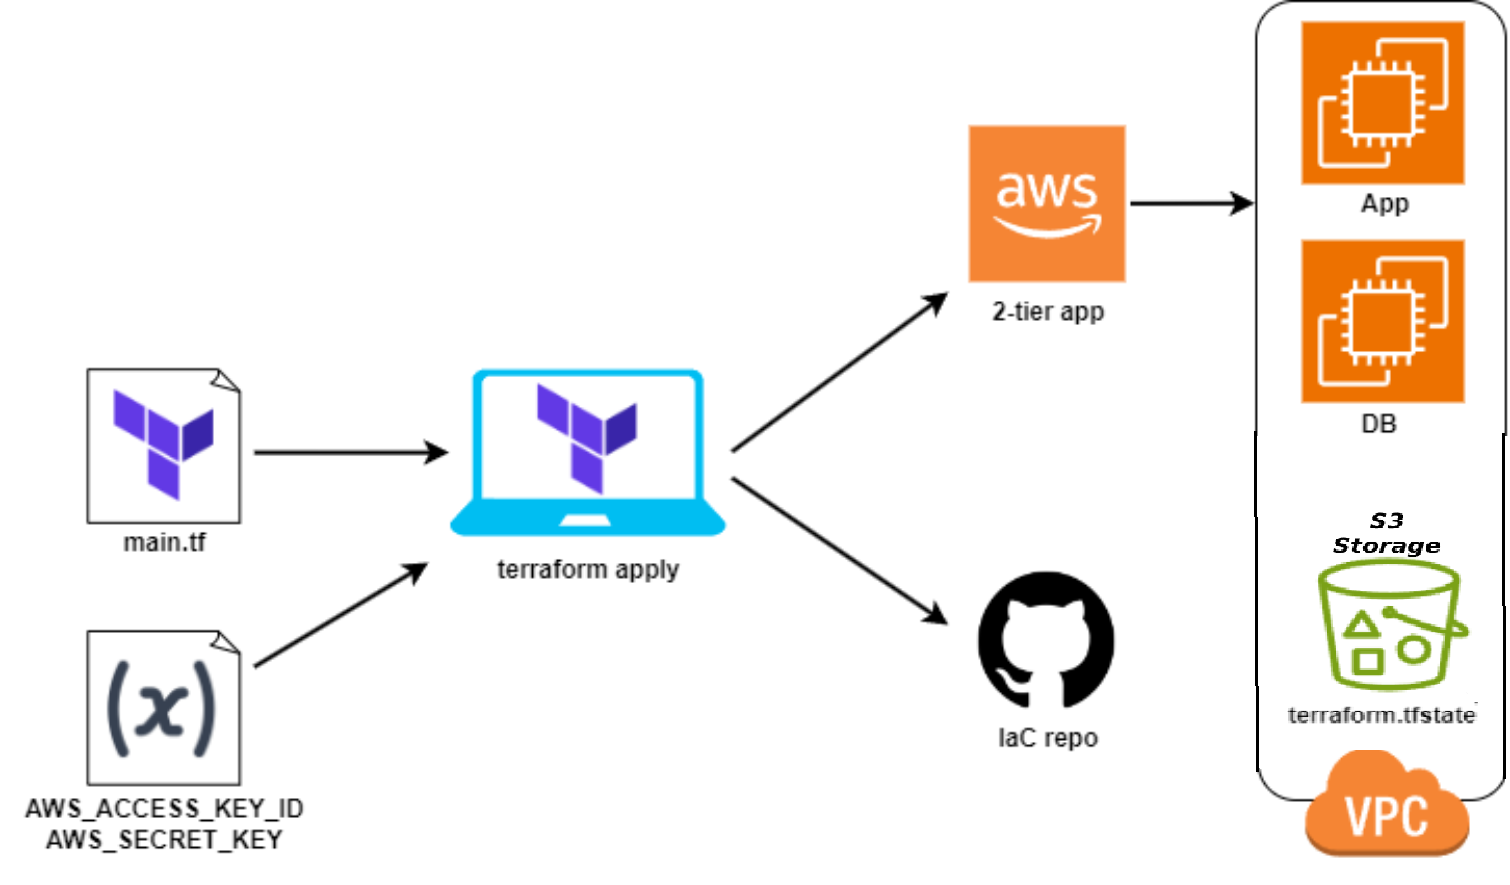 aws
2-tier app
App
DB
S3
Storage
terraform.tfstate
VPC
main.tf
terraform apply
(x)
AWS_ACCESS_KEY_ID
AWS_SECRET_KEY
IaC repo